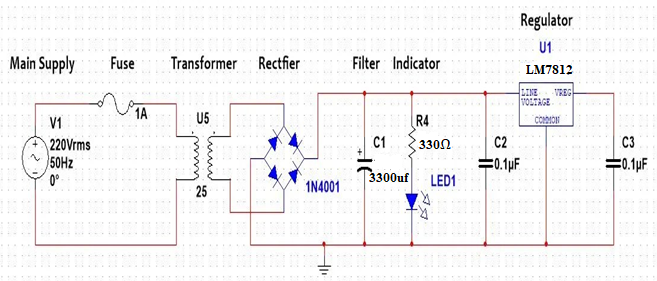 Regulator
U1
Main Supply Fuse Transformer Rectfier Filter Indicator
LM7812
LINE VREG
VOLTAGE
COMMON
1A
U5
V1
220Vrms
50Hz
0°
25
1N4001
C1
+
3300uf
R4
330Ω
LED1
C2
0.1µF
C3
0.1µF